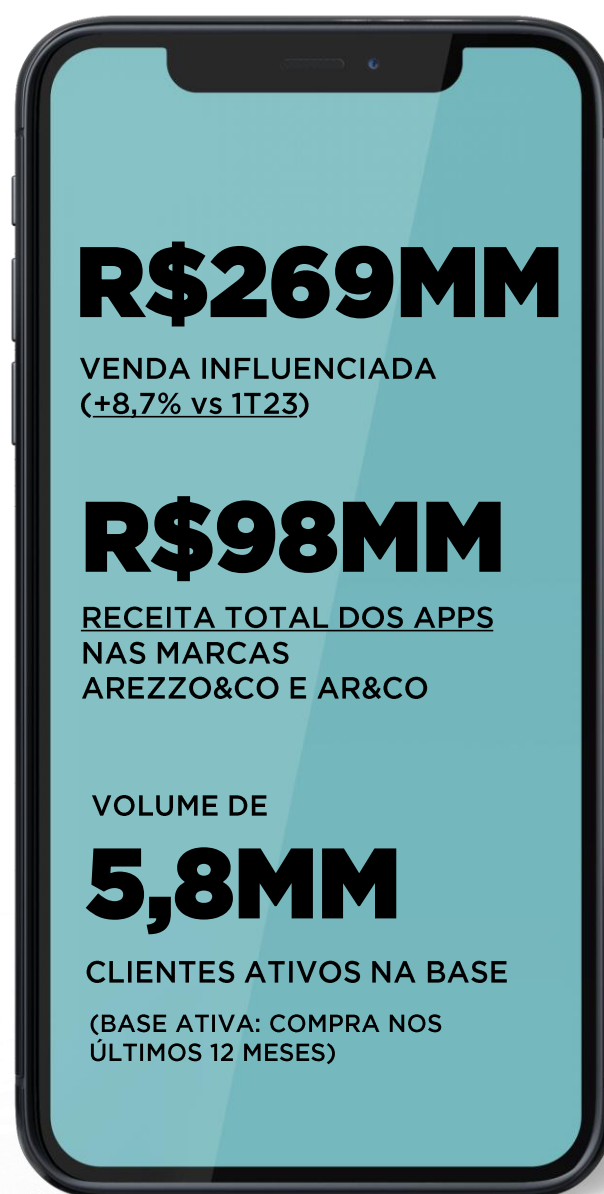 R$269MM
VENDA INFLUENCIADA
(+8,7% vs 1T23)
R$98MM
RECEITA TOTAL DOS APPS
NAS MARCAS
AREZZO&CO E AR&CO
VOLUME DE
5,8MM
CLIENTES ATIVOS NA BASE
(BASE ATIVA: COMPRA NOS
ÚLTIMOS 12 MESES)